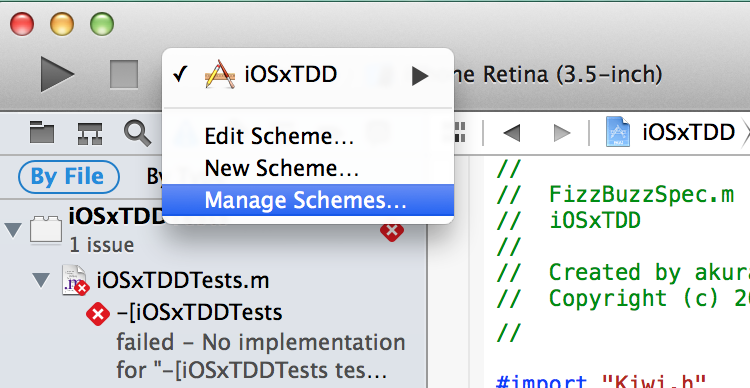 iOSxTDD
ne Retina (3.5-inch)
Edit Scheme...
New Scheme...
Manage Schemes...
iOSxTDD
By File
By
iOSxTDD
1 issue
iOSxTDDTests.m
-[iOSxTDDTests
failed - No implementation
for "-[iOSxTDDTests tes...
//
// FizzBuzzSpec.m
// iOSxTDD
//
// Created by akura
// Copyright (c) 20
//
#import "Kiwi.h"